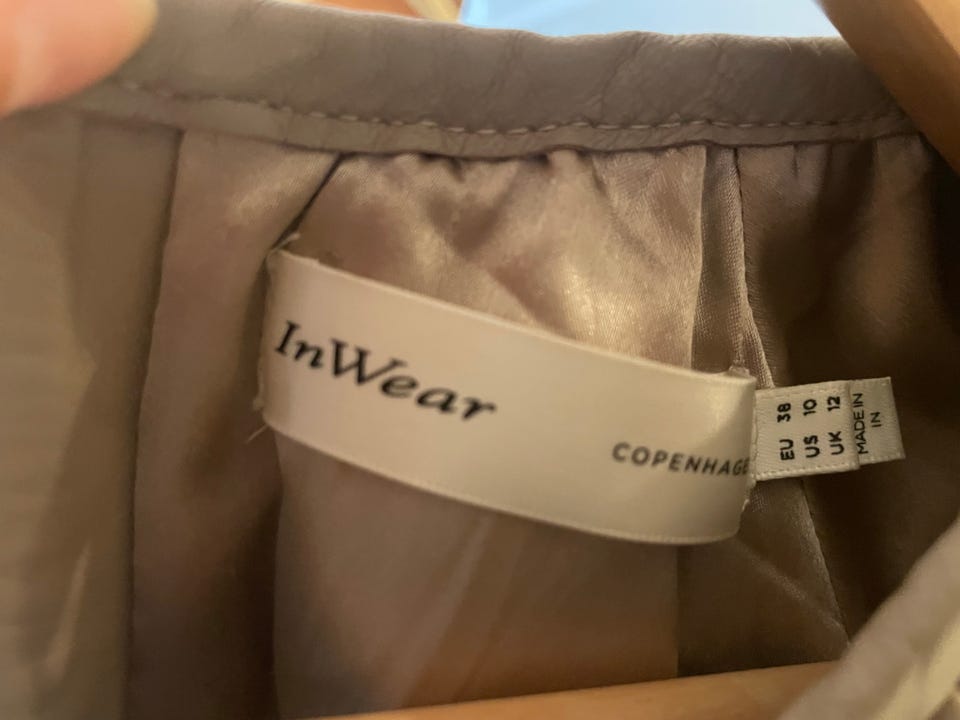 InWear
COPENHAGE
EU 38
US 10
UK 12
MADE IN
IN